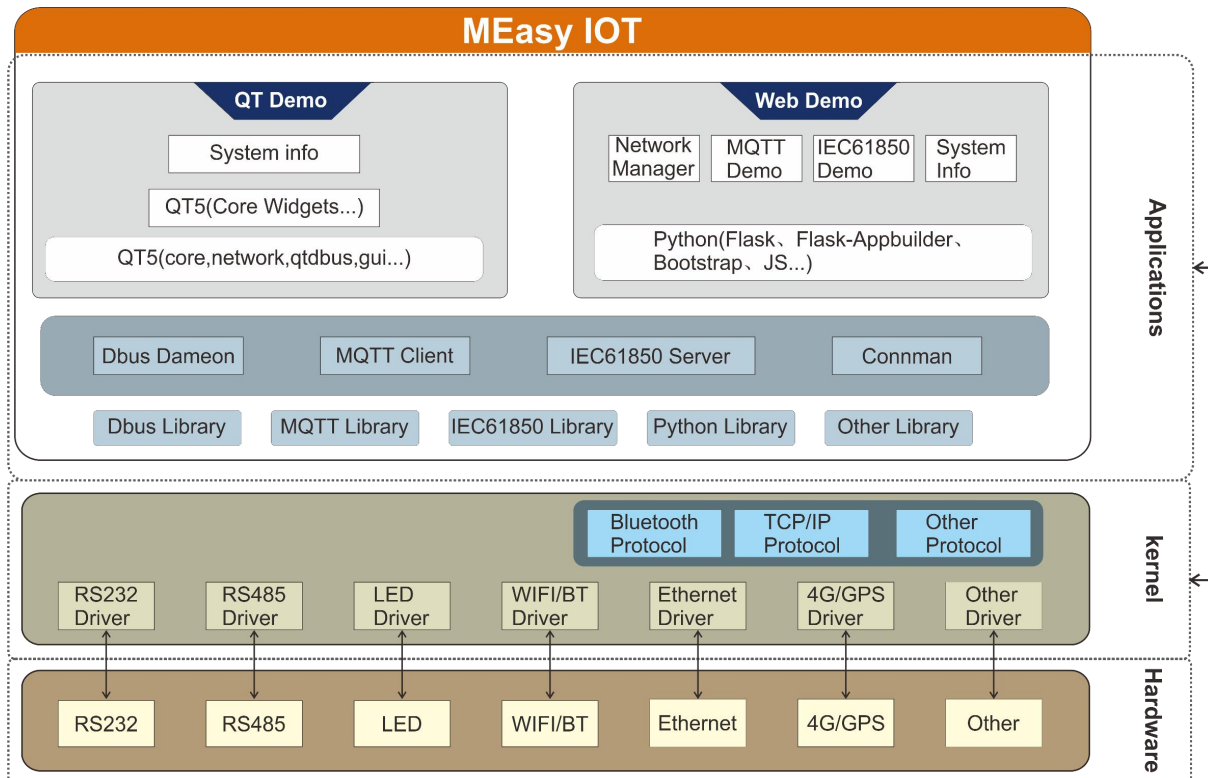 MEasy IOT
QT Demo
System info
QT5(Core Widgets...)
QT5(core,network,qtdbus,gui...)
Web Demo
Network
Manager
MQTT
Demo
IEC61850
Demo
System
Info
Python(Flask、Flask-Appbuilder、
Bootstrap、JS...)
Dbus Dameon
MQTT Client
IEC61850 Server
Connman
Dbus Library
MQTT Library
IEC61850 Library
Python Library
Other Library
Applications
Bluetooth
Protocol
TCP/IP
Protocol
Other
Protocol
RS232
Driver
RS485
Driver
LED
Driver
WIFI/BT
Driver
Ethernet
Driver
4G/GPS
Driver
Other
Driver
kernel
RS232
RS485
LED
WIFI/BT
Ethernet
4G/GPS
Other
Hardware